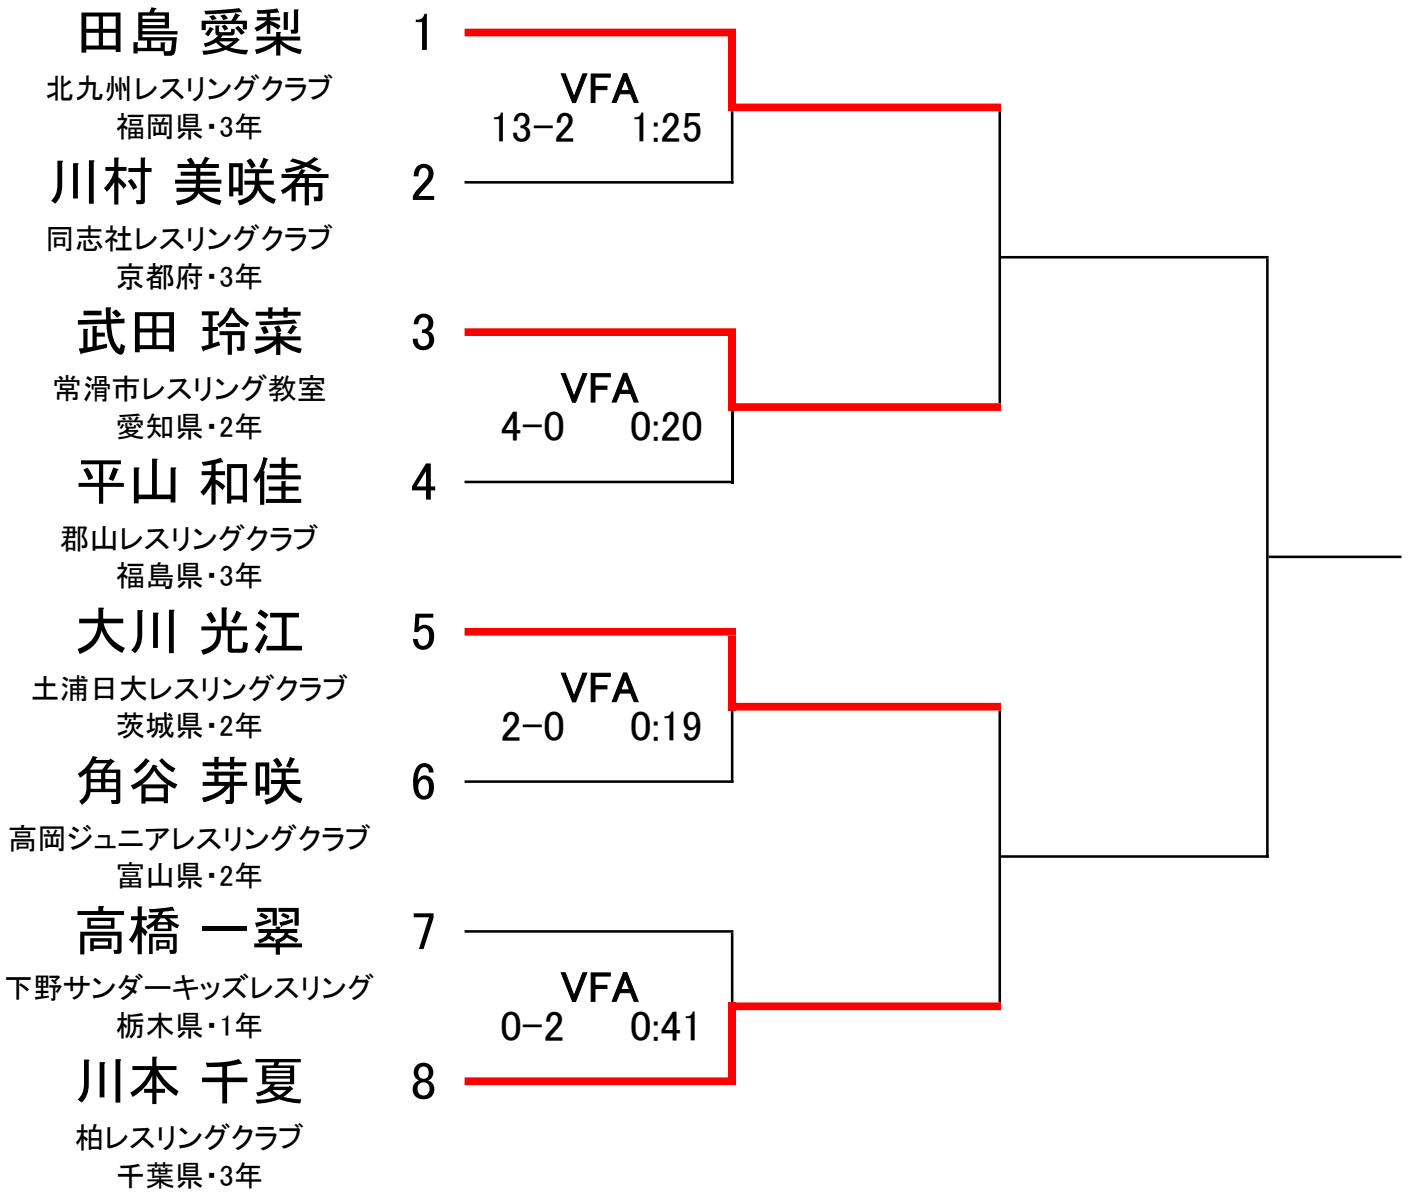 田島 愛梨 1
北九州レスリングクラブ
福岡県・3年
VFA
13-2 1:25
川村 美咲希 2
同志社レスリングクラブ
京都府・3年
武田 玲菜 3
常滑市レスリング教室
愛知県・2年
VFA
4-0 0:20
平山 和佳 4
郡山レスリングクラブ
福島県・3年
大川 光江 5
土浦日大レスリングクラブ
茨城県・2年
VFA
2-0 0:19
角谷 芽咲 6
高岡ジュニアレスリングクラブ
富山県・2年
高橋 一翠 7
下野サンダーキッズレスリング
栃木県・1年
VFA
0-2 0:41
川本 千夏 8
柏レスリングクラブ
千葉県・3年